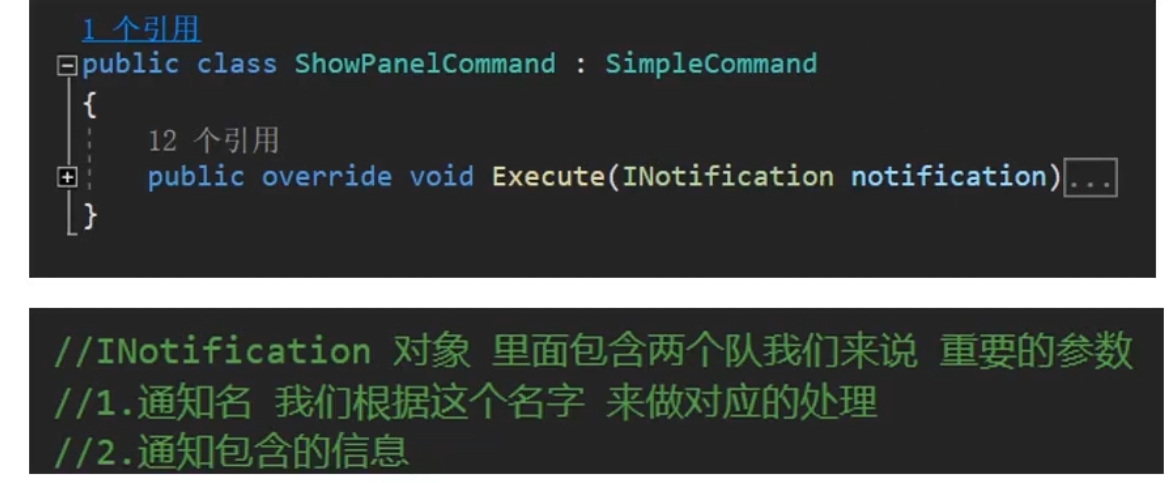 1 个引用
public class ShowPanelCommand : SimpleCommand
{
12 个引用
public override void Execute(INotification notification)...
}
//INotification 对象 里面包含两个队我们来说 重要的参数
//1.通知名 我们根据这个名字 来做对应的处理
//2.通知包含的信息